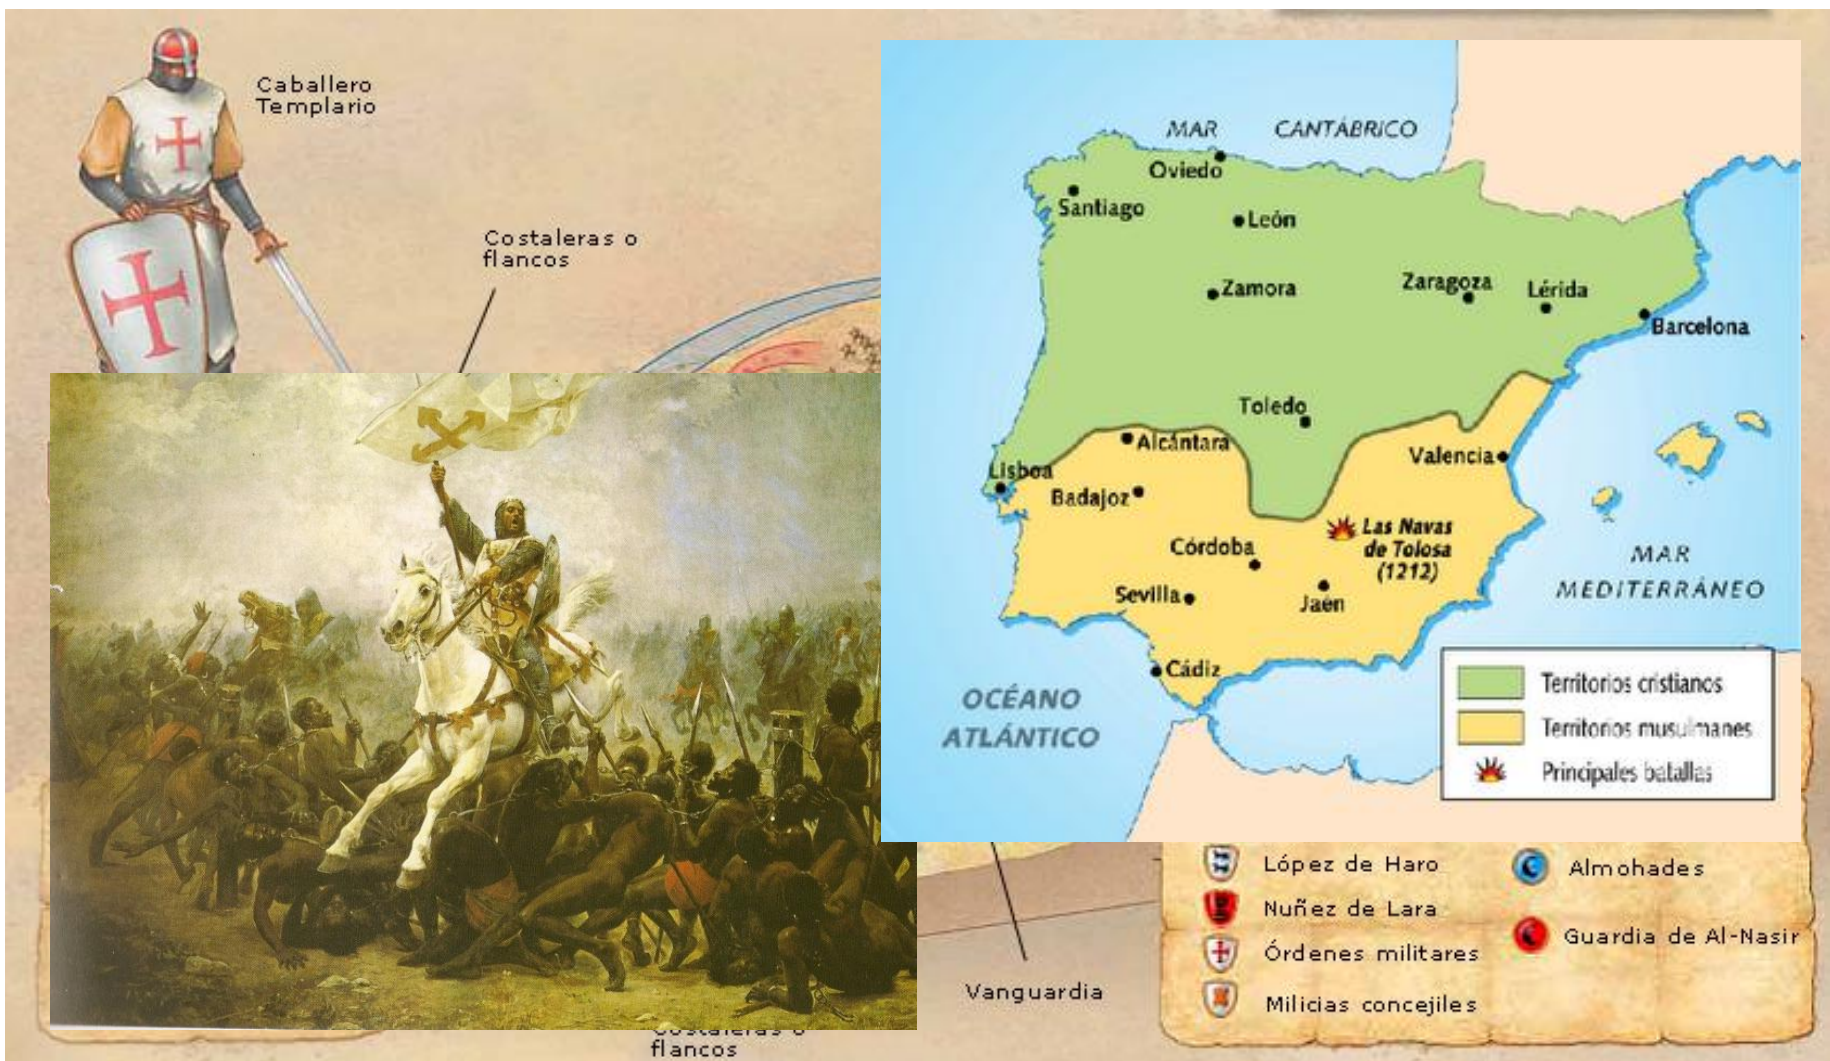 Caballero
Templario
Costaleras o
flancos
MAR CANTÁBRICO
Oviedo
Santiago
León
Zamora
Zaragoza
Lérida
Barcelona
Toledo
Alcántara
Valencia
Lisboa
Badajoz
Las Navas
de Tolosa
(1212)
Córdoba
Sevilla
Jaén
Cádiz
MAR
MEDITERRÁNEO
OCÉANO
ATLÁNTICO
Territorios cristianos
Territorios musulmanes
Principales batallas
López de Haro
Nuñez de Lara
Órdenes militares
Milicias concejiles
Almohades
Guardia de Al-Nasir
Vanguardia
Costaleras o
flancos